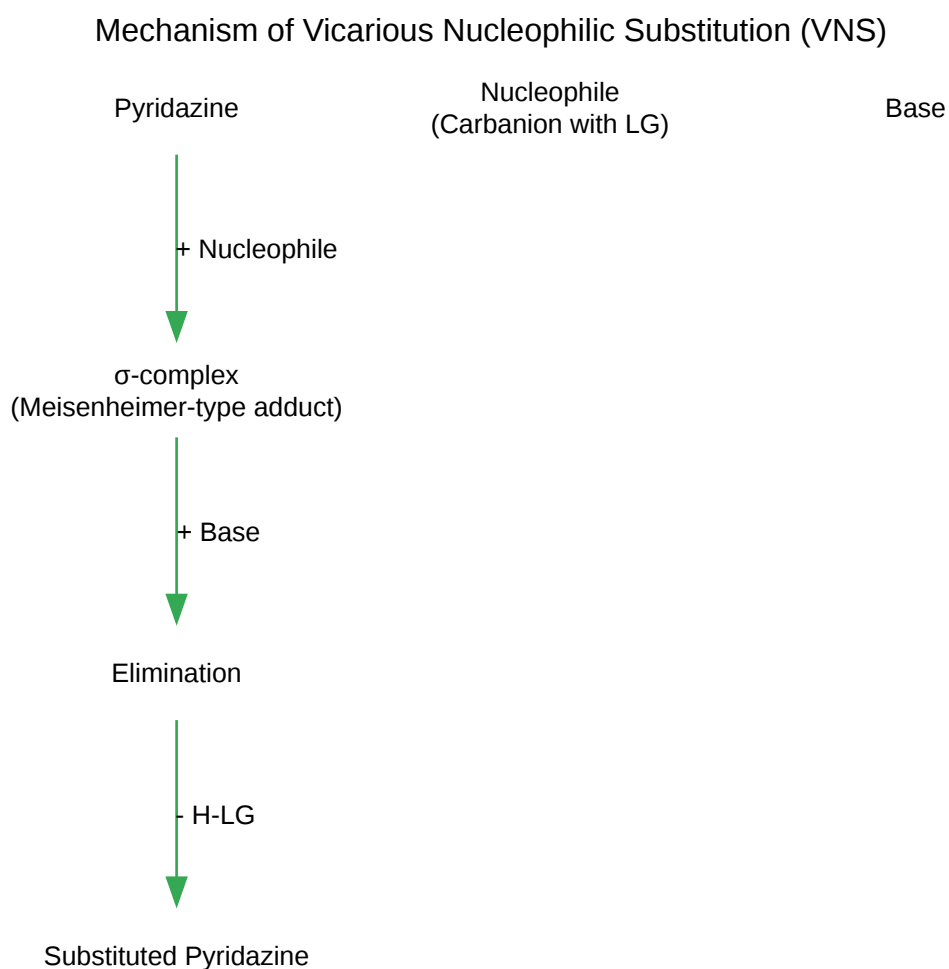 Mechanism of Vicarious Nucleophilic Substitution (VNS)
Pyridazine
Nucleophile
(Carbanion with LG)
Base
+ Nucleophile
σ-complex
(Meisenheimer-type adduct)
+ Base
Elimination
- H-LG
Substituted Pyridazine